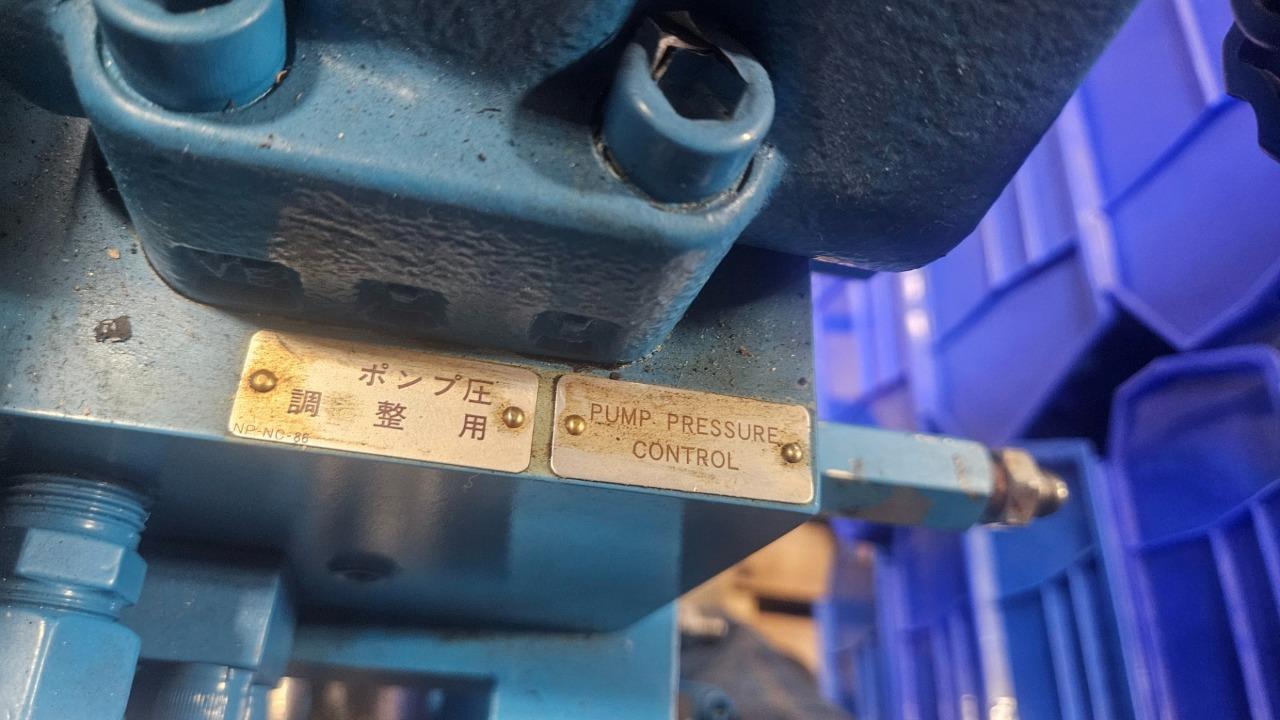 ポンプ圧
調 整 用
NP-NC-86
PUMP PRESSURE
CONTROL